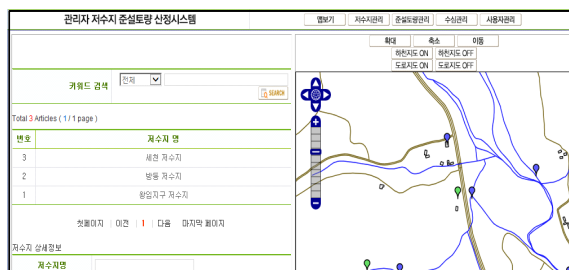 관리자 저수지 준설토량 산정시스템
맵보기 저수지관리 준설토량관리 수심관리 사용자관리
확대 축소 이동
하천지도 ON 하천지도 OFF
도로지도 ON 도로지도 OFF
키워드 검색 전체
SEARCH
Total 3 Articles ( 1 / 1 page )
번호 저수지 명
3 세천 저수지
2 방동 저수지
1 왕암지구 저수지
첫페이지 | 이전 | 1 | 다음 마지막 페이지
저수지 상세정보
저수지명